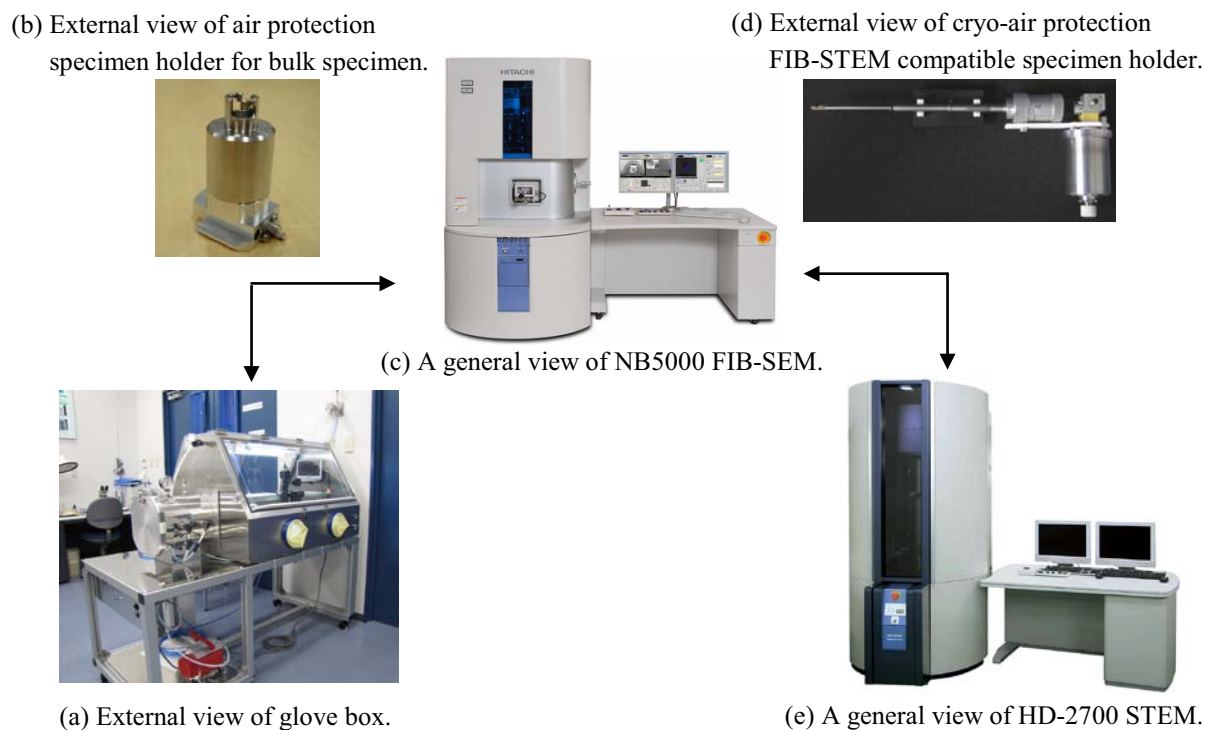 (b) External view of air protection
specimen holder for bulk specimen.
(d) External view of cryo-air protection
FIB-STEM compatible specimen holder.
HITACHI
NB5000
(c) A general view of NB5000 FIB-SEM.
(a) External view of glove box.
(e) A general view of HD-2700 STEM.